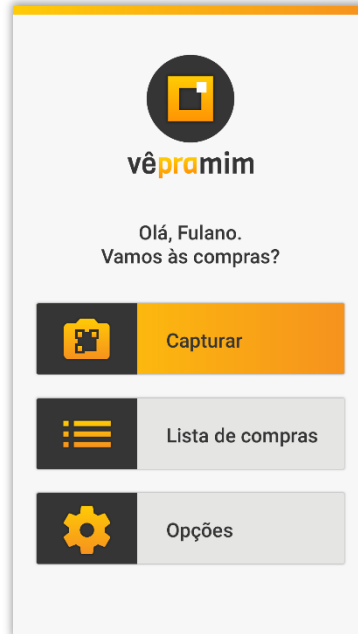 vêpramim
Olá, Fulano.
Vamos às compras?
Capturar
Lista de compras
Opções